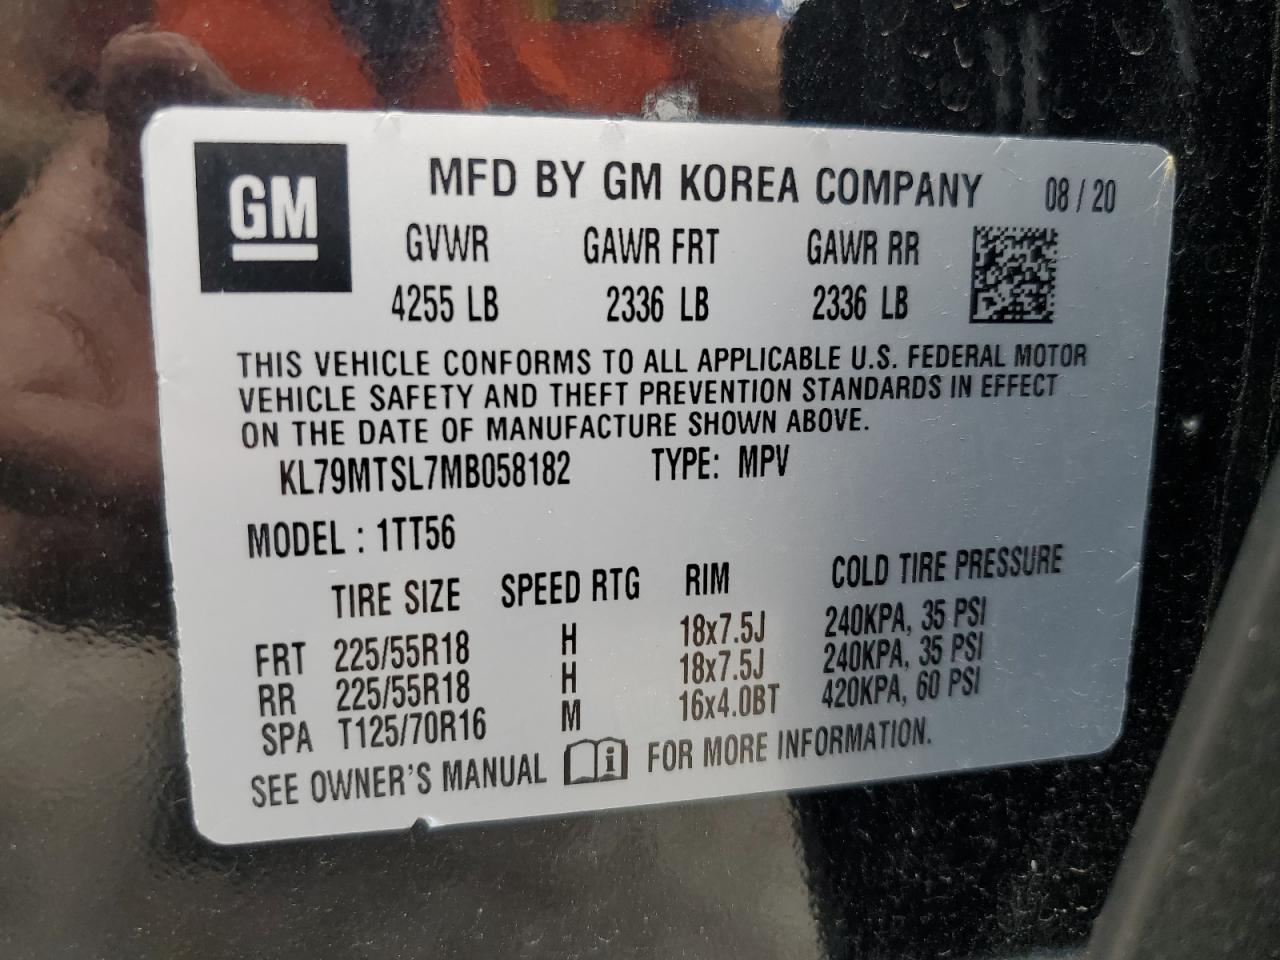 GM MFD BY GM KOREA COMPANY 08 / 20
GVWR GAWR FRT GAWR RR
4255 LB 2336 LB 2336 LB
THIS VEHICLE CONFORMS TO ALL APPLICABLE U.S. FEDERAL MOTOR
VEHICLE SAFETY AND THEFT PREVENTION STANDARDS IN EFFECT
ON THE DATE OF MANUFACTURE SHOWN ABOVE.
KL79MTSL7MB058182 TYPE: MPV
MODEL : 1TT56
TIRE SIZE SPEED RTG RIM COLD TIRE PRESSURE
FRT 225/55R18 H 18x7.5J 240KPA, 35 PSI
RR 225/55R18 H 18x7.5J 240KPA, 35 PSI
SPA T125/70R16 M 16x4.0BT 420KPA, 60 PSI
SEE OWNER'S MANUAL i FOR MORE INFORMATION.